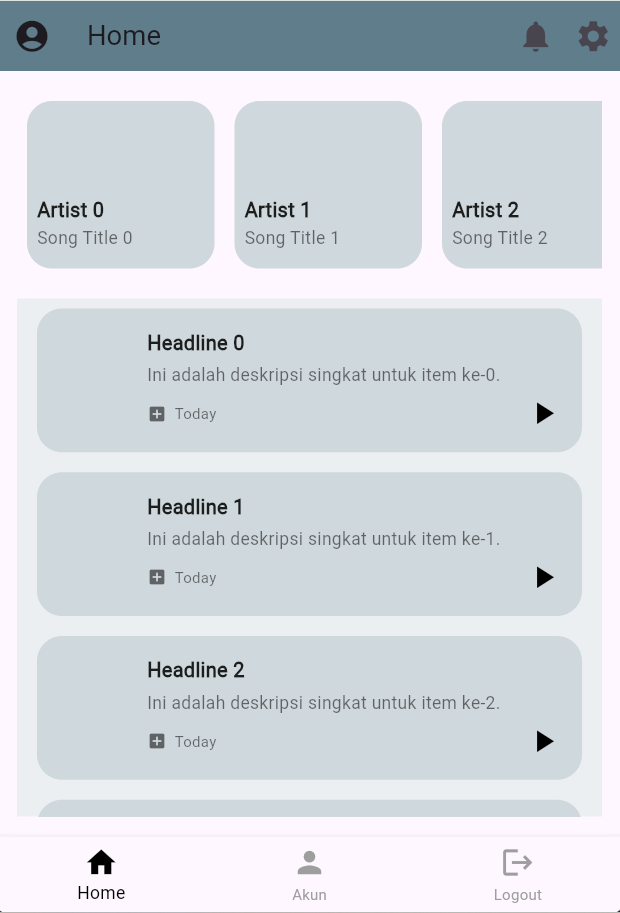 Home
Artist 0
Song Title 0
Artist 1
Song Title 1
Artist 2
Song Title 2
Headline 0
Ini adalah deskripsi singkat untuk item ke-0.
Today
Headline 1
Ini adalah deskripsi singkat untuk item ke-1.
Today
Headline 2
Ini adalah deskripsi singkat untuk item ke-2.
Today
Home
Akun
Logout